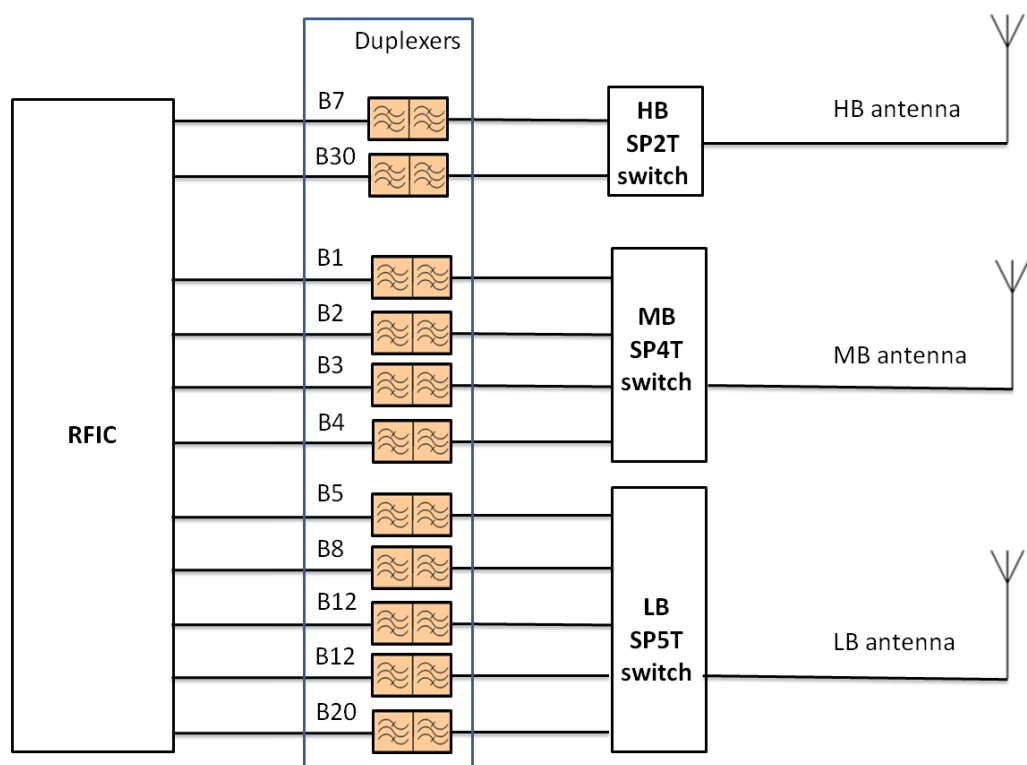 Duplexers
B7
B30
B1
B2
B3
B4
B5
B8
B12
B12
B20
RFIC
HB
SP2T
switch
HB antenna
MB
SP4T
switch
MB antenna
LB
SP5T
switch
LB antenna